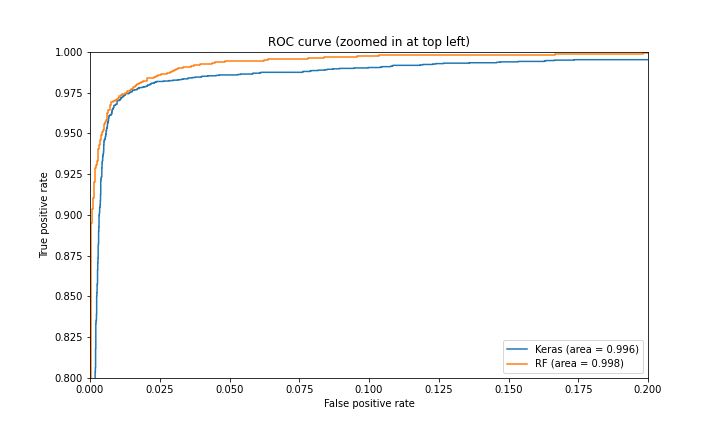 ROC curve (zoomed in at top left)
True positive rate
1.000
0.975
0.950
0.925
0.900
0.875
0.850
0.825
0.800
0.000 0.025 0.050 0.075 0.100 0.125 0.150 0.175 0.200
False positive rate
Keras (area = 0.996)
RF (area = 0.998)